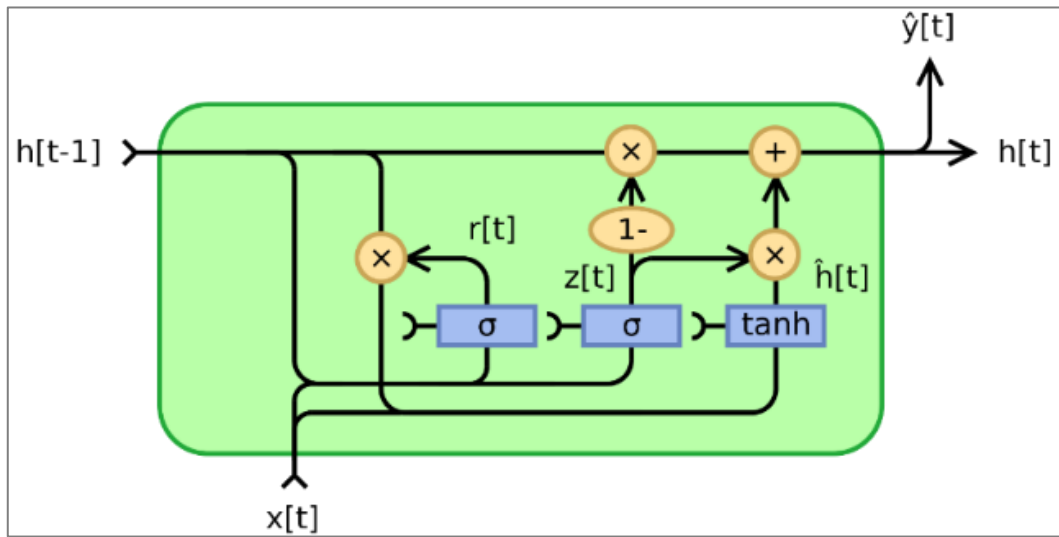 ŷ[t]
h[t-1]
×
+
h[t]
r[t]
1-
×
×
z[t]
ĥ[t]
σ
σ
tanh
x[t]